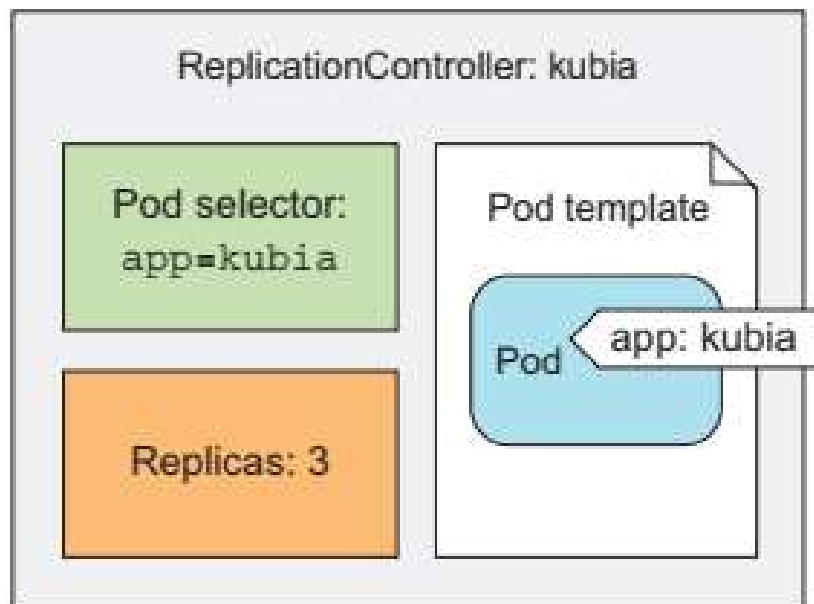 ReplicationController: kubia
Pod selector:
app=kubia
Replicas: 3
Pod template
Pod
app: kubia